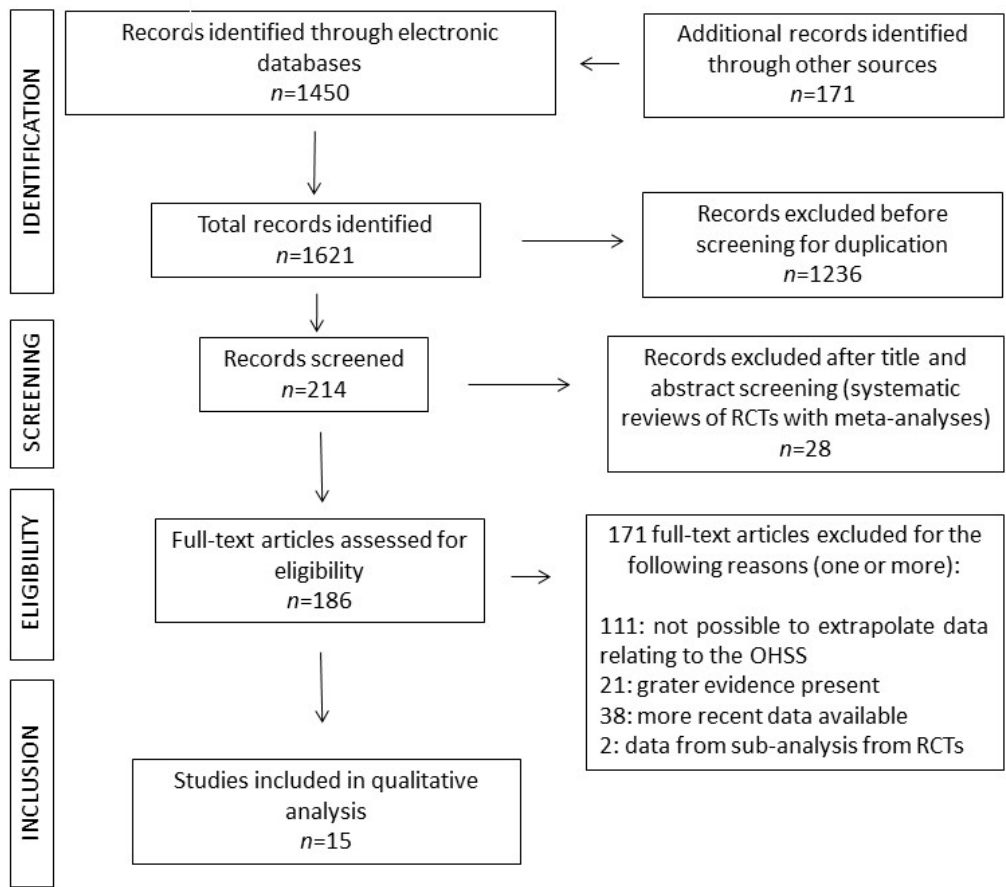 IDENTIFICATION
Records identified through electronic
databases
n=1450
Additional records identified
through other sources
n=171
Total records identified
n=1621
Records excluded before
screening for duplication
n=1236
SCREENING
Records screened
n=214
Records excluded after title and
abstract screening (systematic
reviews of RCTs with meta-analyses)
n=28
ELIGIBILITY
Full-text articles assessed for
eligibility
n=186
171 full-text articles excluded for the
following reasons (one or more):
111: not possible to extrapolate data
relating to the OHSS
21: grater evidence present
38: more recent data available
2: data from sub-analysis from RCTs
INCLUSION
Studies included in qualitative
analysis
n=15